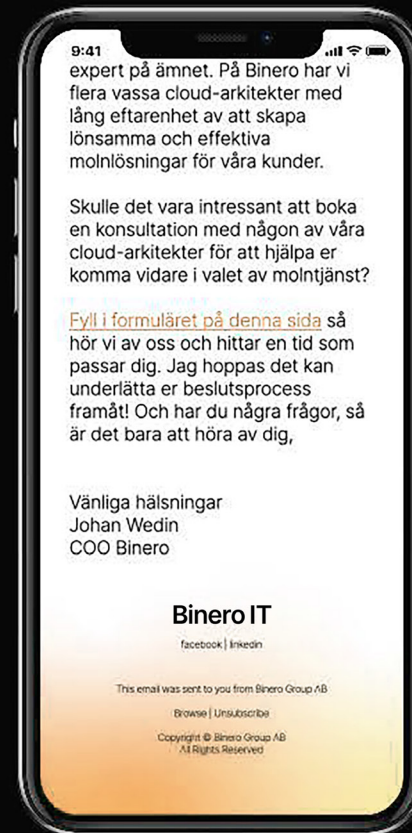 9:41
expert på ämnet. På Binero har vi
flera vassa cloud-arkitekter med
lång eftarenhet av att skapa
lönsamma och effektiva
molnlösningar för våra kunder.
Skulle det vara intressant att boka
en konsultation med någon av våra
cloud-arkitekter för att hjälpa er
komma vidare i valet av molntjänst?
Fyll i formuläret på denna sida så
hör vi av oss och hittar en tid som
passar dig. Jag hoppas det kan
underlätta er beslutsprocess
framåt! Och har du några frågor, så
är det bara att höra av dig,
Vänliga hälsningar
Johan Wedin
COO Binero
Binero IT
facebook | linkedin
This email was sent to you from Binero Group AB
Browse | Unsubscribe
Copyright © Binero Group AB
All Rights Reserved